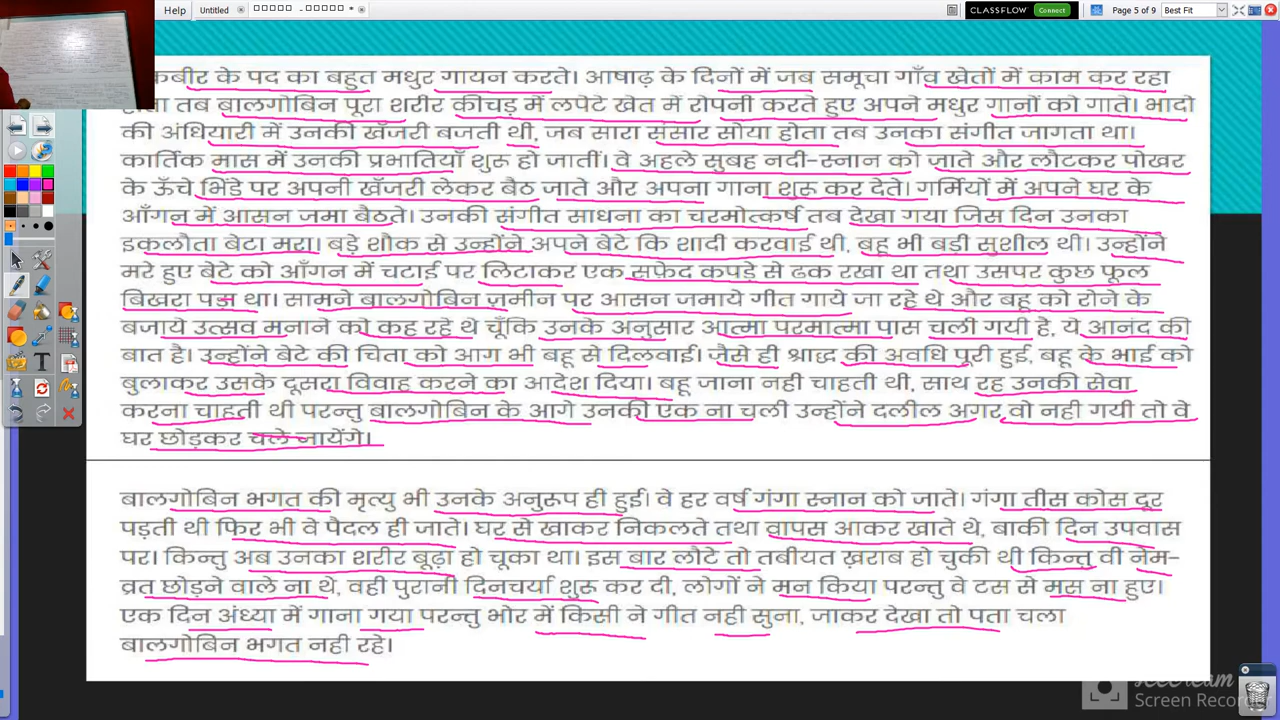 Help
Untitled
CLASSFLOW Connect
Page 5 of 9
Best Fit
कबीर के पद का बहुत मधुर गायन करते। आषाढ़ के दिनों में जब समूचा गाँव खेतों में काम कर रहा
तब बालगोबिन पूरा शरीर कीचड़ में लपेटे खेत में रोपनी करते हुए अपने मधुर गानों को गाते। भादो
की अंधियारी में उनकी खँजरी बजती थी, जब सारा संसार सोया होता तब उनका संगीत जागता था।
कार्तिक मास में उनकी प्रभातियाँ शुरू हो जातीं। वे अहले सुबह नदी-स्नान को जाते और लौटकर पोखर
के ऊँचे भिंडे पर अपनी खँजरी लेकर बैठ जाते और अपना गाना शुरू कर देते। गर्मियों में अपने घर के
आँगन में आसन जमा बैठते। उनकी संगीत साधना का चरमोत्कर्ष तब देखा गया जिस दिन उनका
इकलौता बेटा मरा। बड़े शौक से उन्होंने अपने बेटे कि शादी करवाई थी, बहू भी बड़ी सुशील थी। उन्होंने
मरे हुए बेटे को आँगन में चटाई पर लिटाकर एक सफ़ेद कपड़े से ढक रखा था तथा उसपर कुछ फूल
बिखरा पड़ा था। सामने बालगोबिन ज़मीन पर आसन जमाये गीत गाये जा रहे थे और बहू को रोने के
बजाये उत्सव मनाने को कह रहे थे चूँकि उनके अनुसार आत्मा परमात्मा पास चली गयी है, ये आनंद की
बात है। उन्होंने बेटे की चिता को आग भी बहू से दिलवाई। जैसे ही श्राद्ध की अवधि पूरी हुई, बहू के भाई को
बुलाकर उसके दूसरा विवाह करने का आदेश दिया। बहू जाना नही चाहती थी, साथ रह उनकी सेवा
करना चाहती थी परन्तु बालगोबिन के आगे उनकी एक ना चली उन्होंने दलील अगर वो नही गयी तो वे
घर छोड़कर चले जायेंगे।
बालगोबिन भगत की मृत्यु भी उनके अनुरूप ही हुई। वे हर वर्ष गंगा स्नान को जाते। गंगा तीस कोस दूर
पड़ती थी फिर भी वे पैदल ही जाते। घर से खाकर निकलते तथा वापस आकर खाते थे, बाकी दिन उपवास
पर। किन्तु अब उनका शरीर बूढ़ा हो चूका था। इस बार लौटे तो तबीयत ख़राब हो चुकी थी किन्तु वी नेम-
व्रत छोड़ने वाले ना थे, वही पुरानी दिनचर्या शुरू कर दी, लोगों ने मन किया परन्तु वे टस से मस ना हुए।
एक दिन अंध्या में गाना गया परन्तु भोर में किसी ने गीत नही सुना, जाकर देखा तो पता चला
बालगोबिन भगत नही रहे।
Screen Recorder